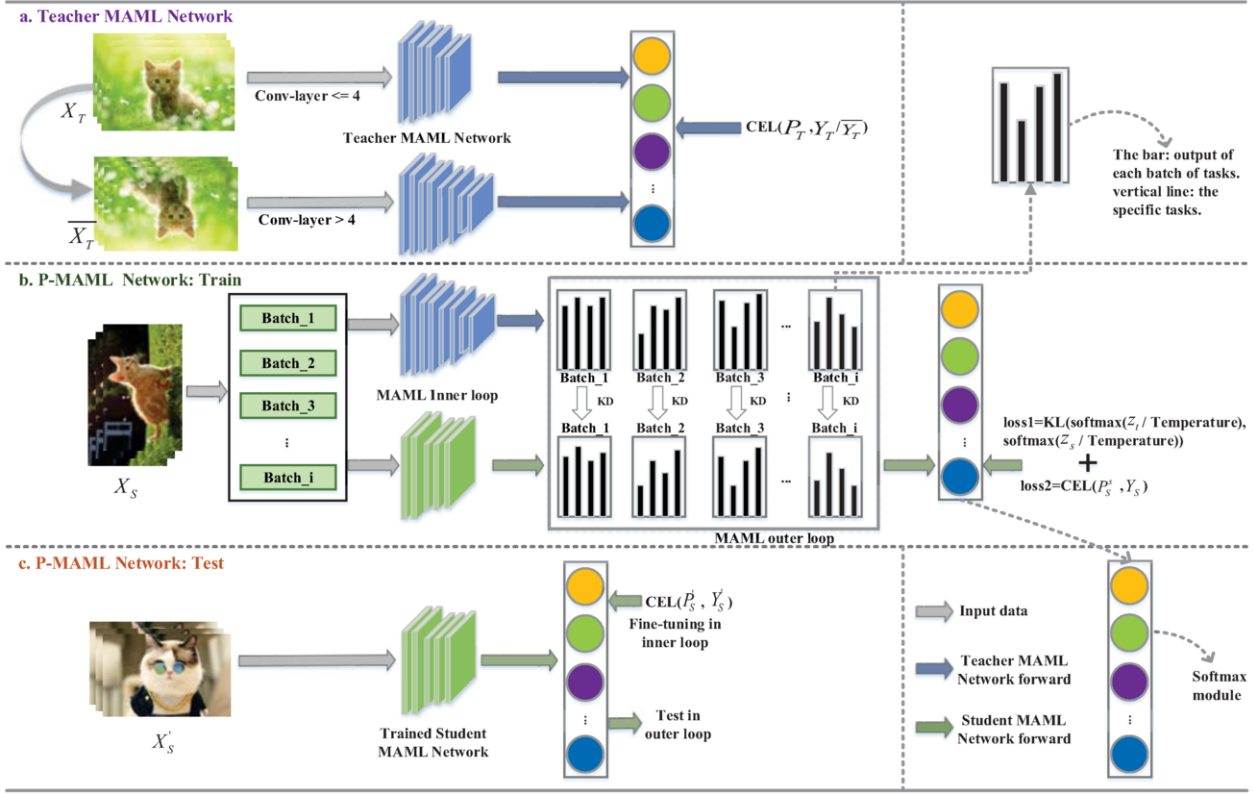 a. Teacher MAML Network
X_T
Conv-layer <= 4
Teacher MAML Network
CEL(P_T ,Y_T/\overline{Y_T})
\overline{X_T}
Conv-layer > 4
The bar: output of
each batch of tasks.
vertical line: the
specific tasks.
b. P-MAML Network: Train
X_S
Batch_1
Batch_2
Batch_3
⋮
Batch_i
MAML Inner loop
Batch_1 Batch_2 Batch_3 ... Batch_i
KD KD KD ⋮ KD
Batch_1 Batch_2 Batch_3 Batch_i
...
MAML outer loop
⋮
loss1=KL(softmax(Z_t / Temperature),
softmax(Z_s / Temperature))
+
loss2=CEL(P_S^s , Y_S)
c. P-MAML Network: Test
X_S^'
Trained Student
MAML Network
⋮
CEL(P_S^' , Y_S^')
Fine-tuning in
inner loop
Test in
outer loop
Input data
Teacher MAML
Network forward
Student MAML
Network forward
⋮
Softmax
module